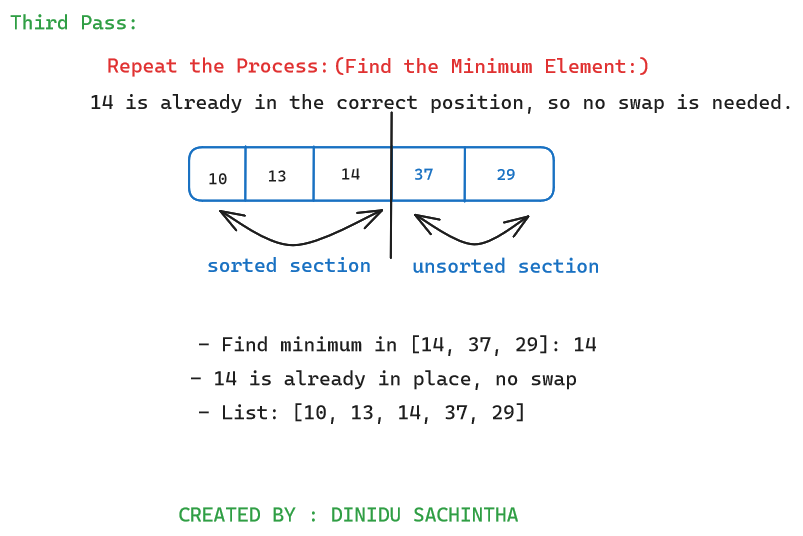 Third Pass:
Repeat the Process:(Find the Minimum Element:)
14 is already in the correct position, so no swap is needed.
10 13 14 37 29
sorted section unsorted section
- Find minimum in [14, 37, 29]: 14
- 14 is already in place, no swap
- List: [10, 13, 14, 37, 29]
CREATED BY : DINIDU SACHINTHA